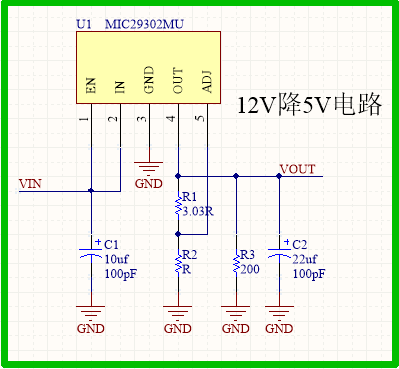 U1 MIC29302MU
EN
IN
GND
OUT
ADJ
1
2
3
4
5
12V降5V电路
GND
VIN
VOUT
R1
3.03R
C1
10uf
100pF
R2
R
R3
200
C2
22uf
100pF
GND
GND
GND
GND